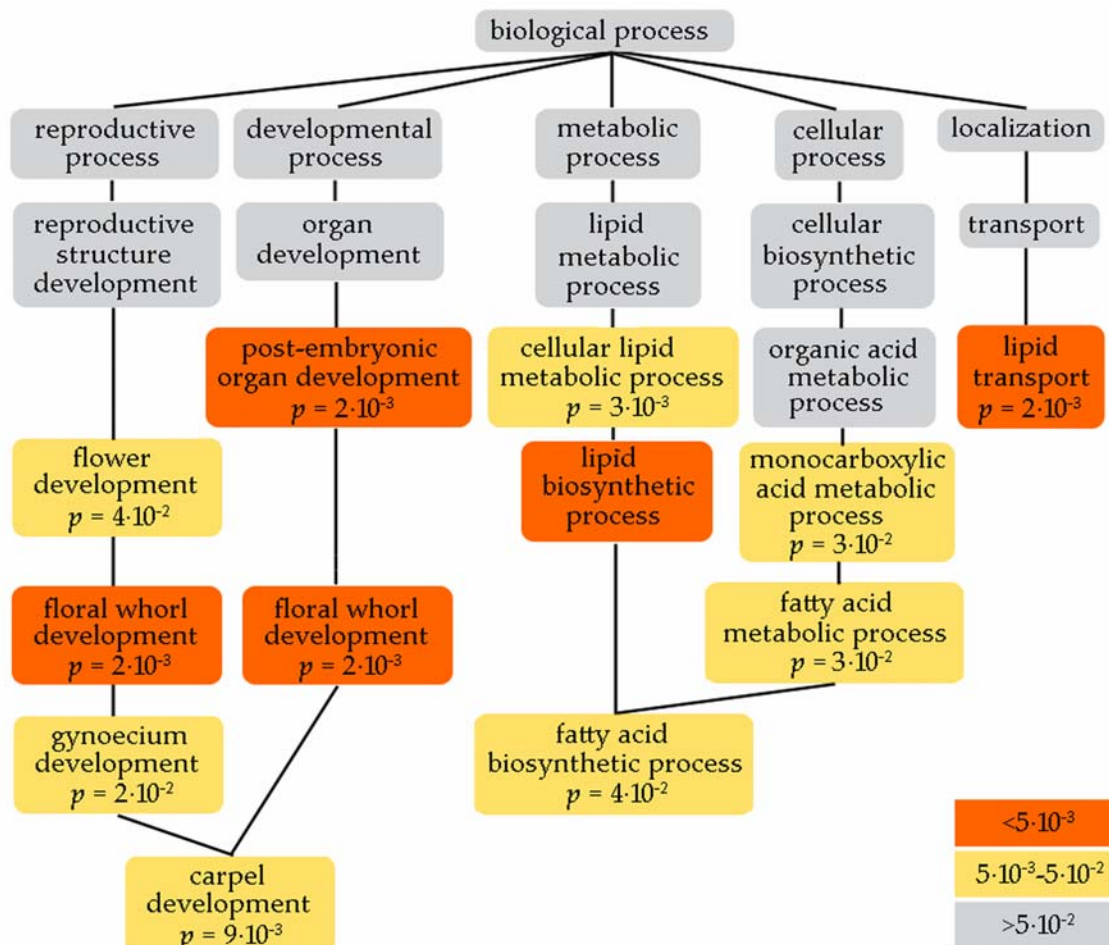 biological process
reproductive
process
developmental
process
metabolic
process
cellular
process
localization
reproductive
structure
development
organ
development
lipid
metabolic
process
cellular
biosynthetic
process
transport
post-embryonic
organ development
p = 2·10⁻³
cellular lipid
metabolic process
p = 3·10⁻³
organic acid
metabolic
process
lipid
transport
p = 2·10⁻³
flower
development
p = 4·10⁻²
lipid
biosynthetic
process
monocarboxylic
acid metabolic
process
p = 3·10⁻²
floral whorl
development
p = 2·10⁻³
floral whorl
development
p = 2·10⁻³
fatty acid
metabolic process
p = 3·10⁻²
gynoecium
development
p = 2·10⁻²
fatty acid
biosynthetic process
p = 4·10⁻²
carpel
development
p = 9·10⁻³
<5·10⁻³
5·10⁻³-5·10⁻²
>5·10⁻²